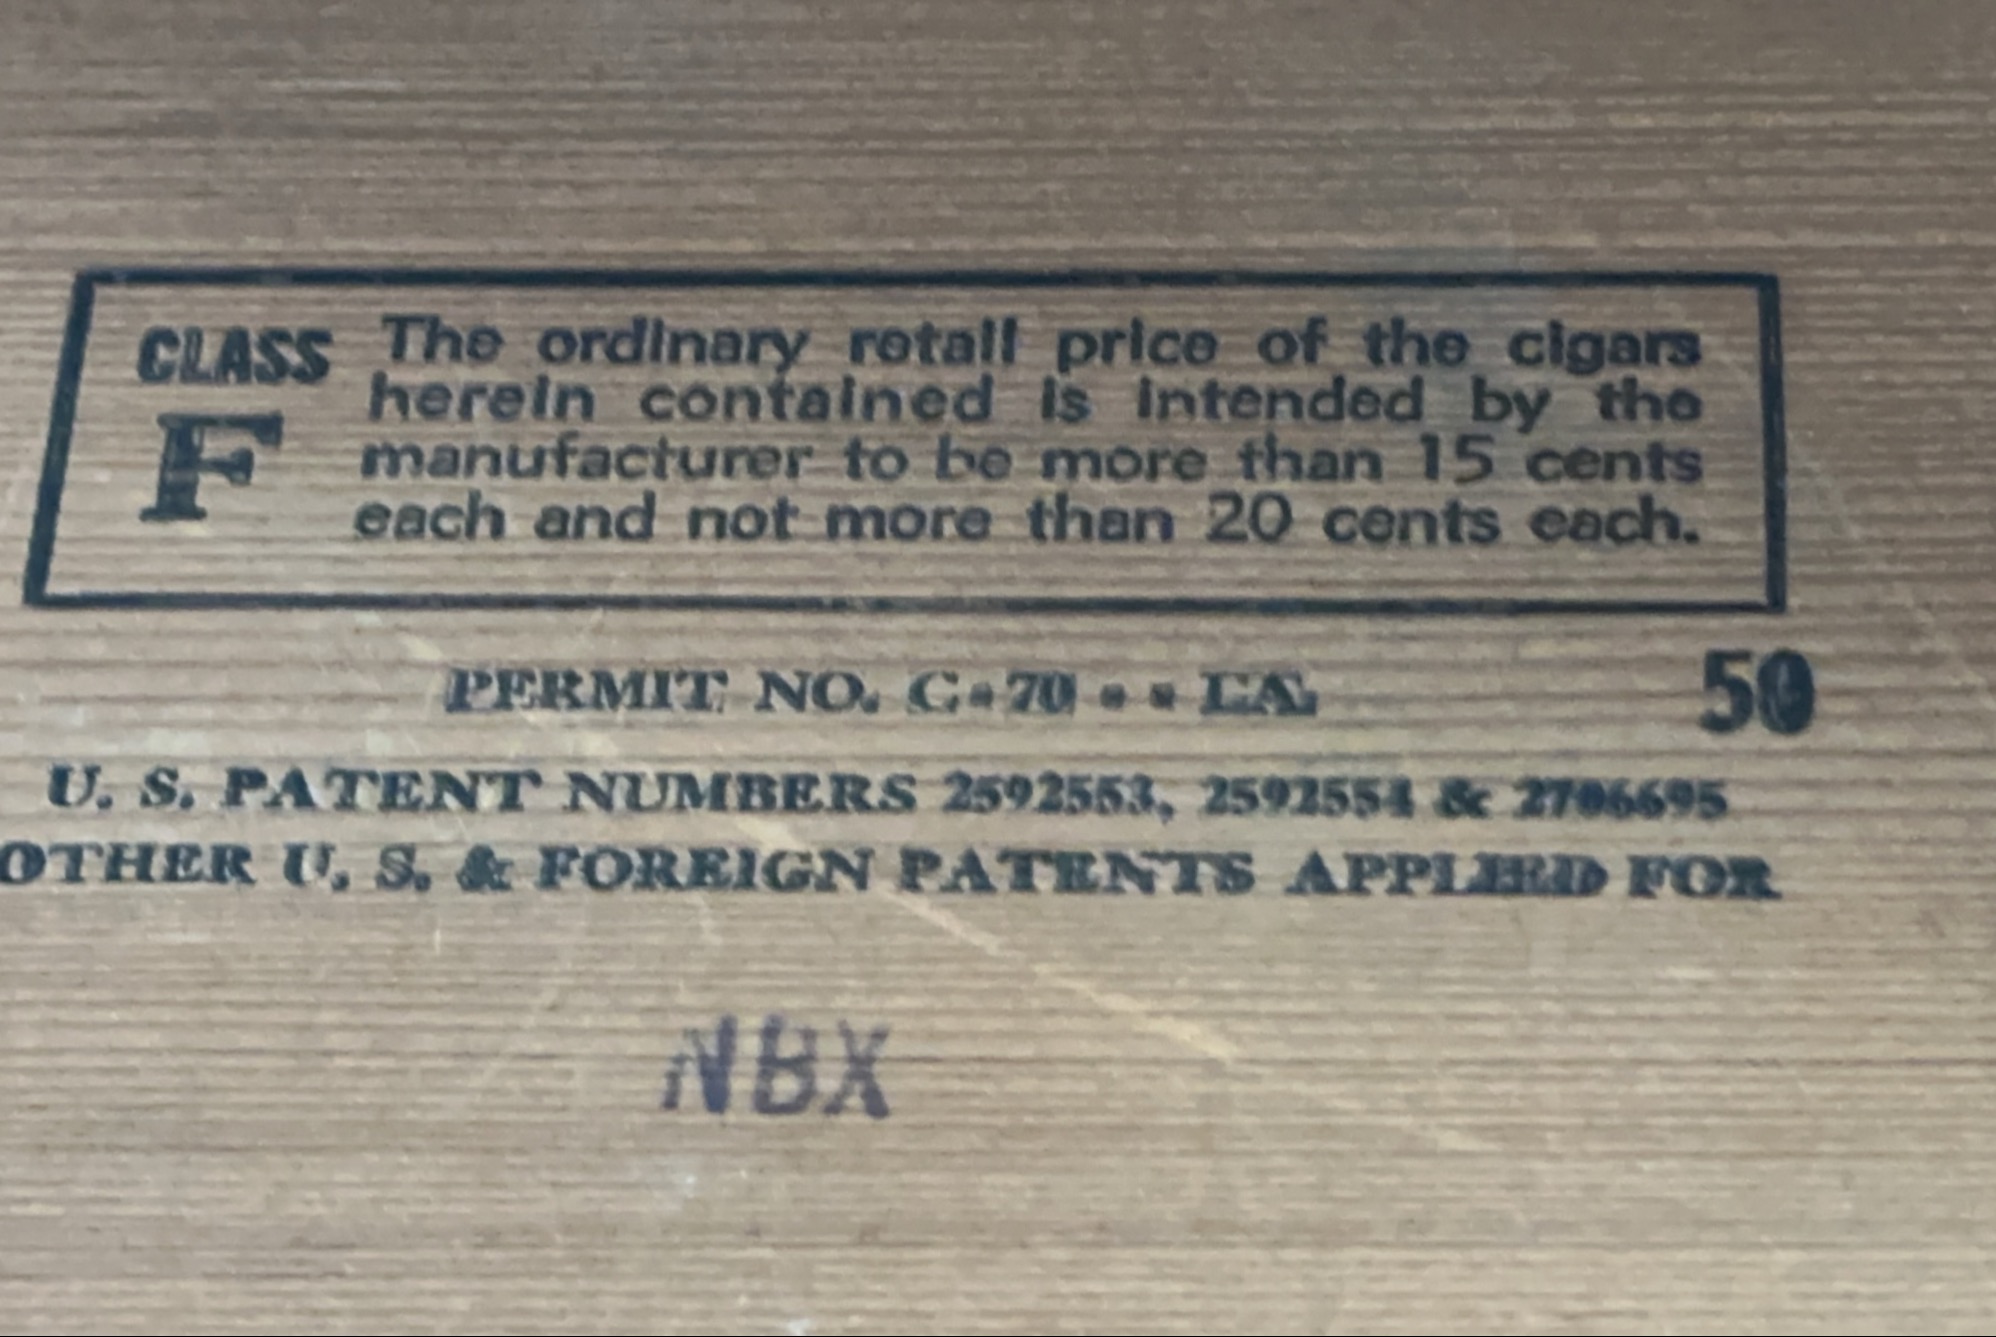 CLASS The ordinary retail price of the cigars
F herein contained is intended by the
manufacturer to be more than 15 cents
each and not more than 20 cents each.
PERMIT NO. C-70 - - LA. 50
U. S. PATENT NUMBERS 2592553, 2592554 & 2706695
OTHER U. S. & FOREIGN PATENTS APPLIED FOR
NBX